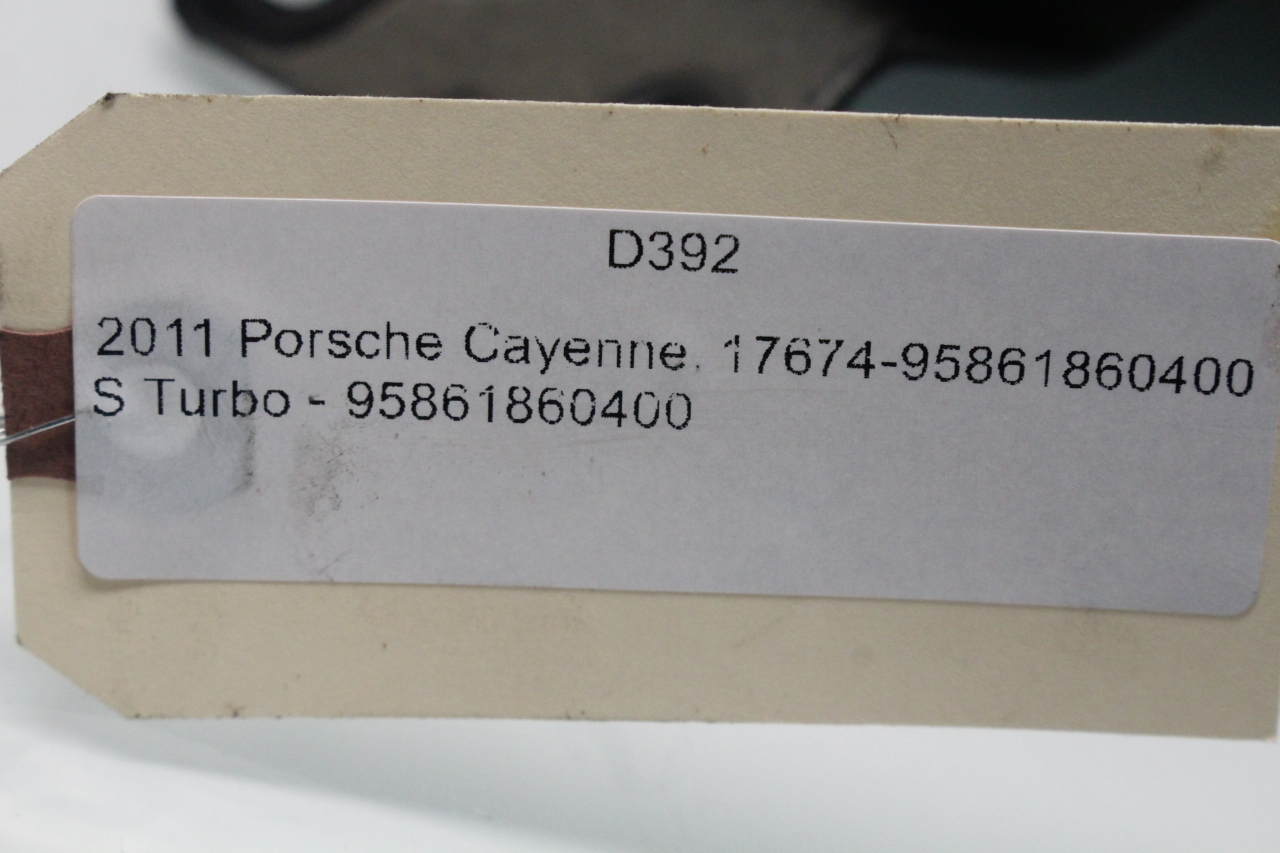 D392
2011 Porsche Cayenne. 17674-95861860400
S Turbo - 95861860400